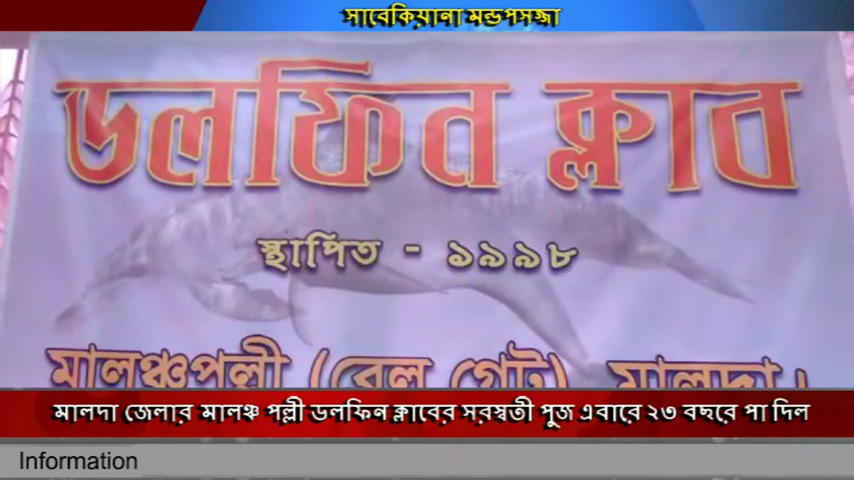 সাবেকিয়ানা মন্ডপসজ্জা
ডলফিন ক্লাব
স্থাপিত - ১৯৯৮
মালঞ্চপল্লী (রেল গেট), মালদা।
মালদা জেলার মালঞ্চ পল্লী ডলফিন ক্লাবের সরস্বতী পুজ এবারে ২৩ বছরে পা দিল
Information